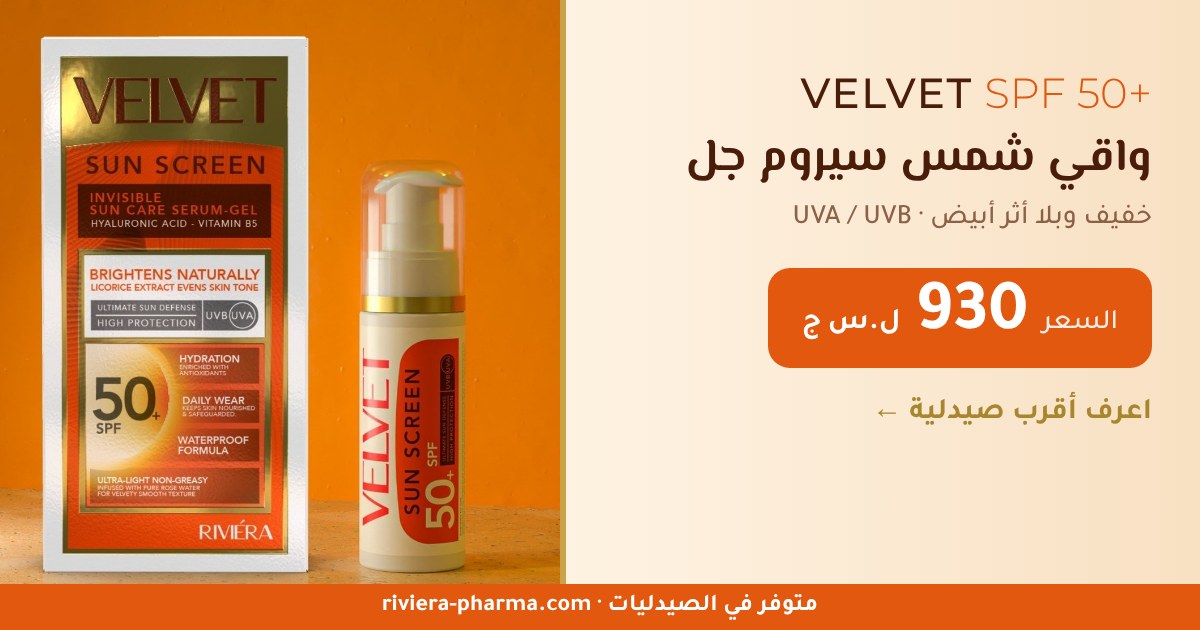 VELVET
SUN SCREEN
INVISIBLE
SUN CARE SERUM-GEL
HYALURONIC ACID - VITAMIN B5
BRIGHTENS NATURALLY
LICORICE EXTRACT EVENS SKIN TONE
ULTIMATE SUN DEFENSE
HIGH PROTECTION
UVB UVA
50+
SPF
HYDRATION
ENRICHED WITH
ANTIOXIDANTS
DAILY WEAR
KEEPS SKIN NOURISHED
& SAFEGUARDED.
WATERPROOF
FORMULA
ULTRA-LIGHT NON-GREASY
INFUSED WITH PURE ROSE WATER
FOR VELVETY SMOOTH TEXTURE
RIVIÉRA
VELVET
SUN SCREEN
50+ SPF
VELVET SPF 50+
واقي شمس سيروم جل
خفيف وبلا أثر أبيض · UVA / UVB
السعر 930 ل.س ج
اعرف أقرب صيدلية ←
متوفر في الصيدليات · riviera-pharma.com